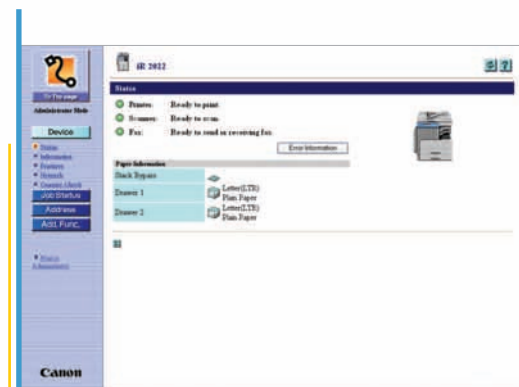 iR 2022
To Top page
Administrator Mode
Status
Printer: Ready to print.
Scanner: Ready to scan.
Fax: Ready to send or receiving fax.
Error Information
Device
Status
Information
Features
Network
Counter Check
Job Status
Address
Add. Func.
Paper Information
Stack Bypass
Drawer 1
Letter(LTR)
Plain Paper
Drawer 2
Letter(LTR)
Plain Paper
Canon